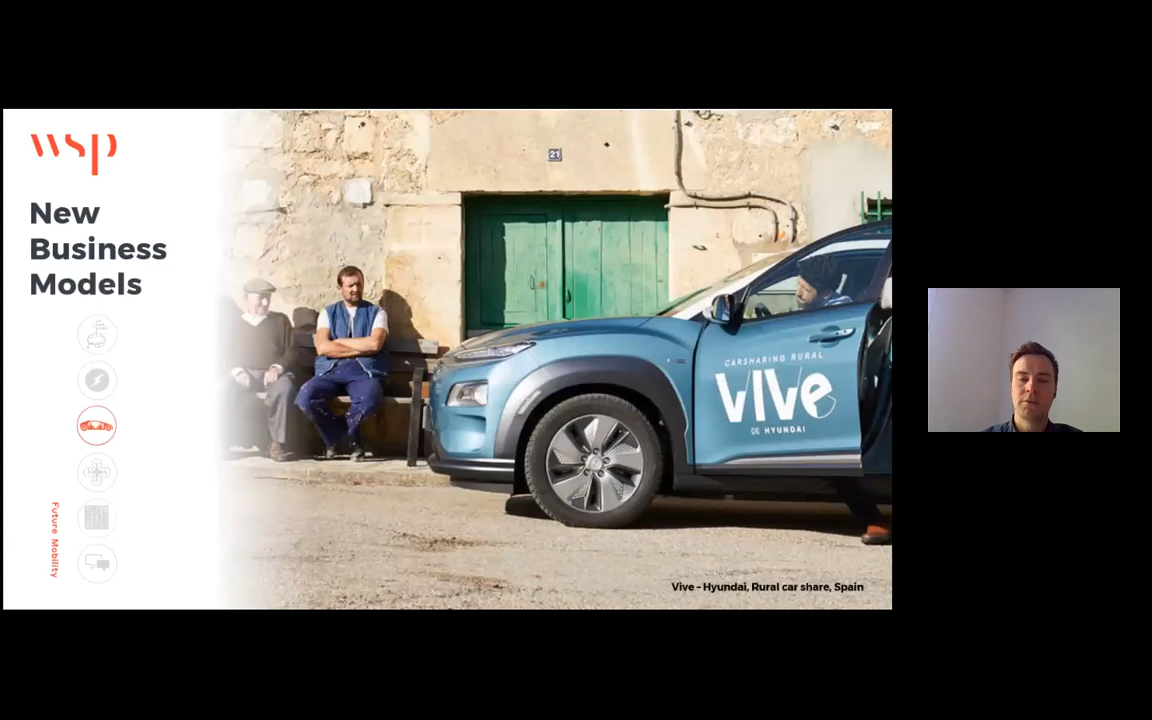 wsp
New
Business
Models
Future Mobility
21
CARSHARING RURAL
VIVe
DE HYUNDAI
Vive – Hyundai, Rural car share, Spain